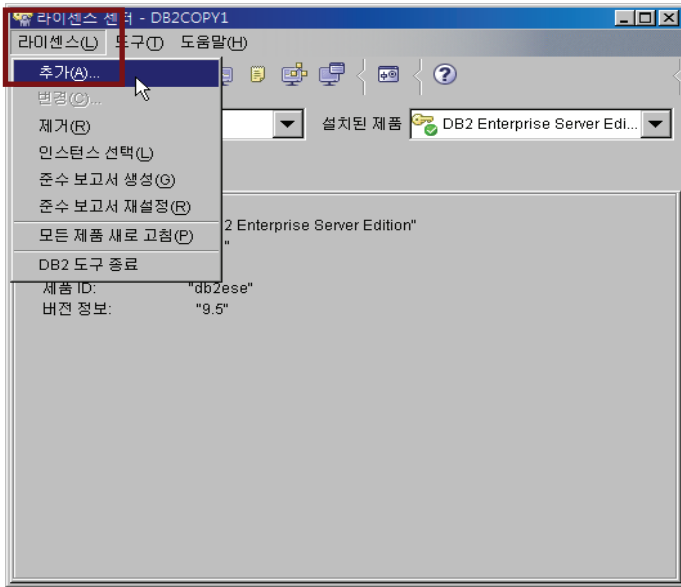 라이센스 센터 - DB2COPY1
라이센스(L) 도구(T) 도움말(H)
추가(A)...
변경(C)...
제거(R)
인스턴스 선택(L)
준수 보고서 생성(G)
준수 보고서 재설정(R)
모든 제품 새로 고침(P)
DB2 도구 종료
설치된 제품 DB2 Enterprise Server Edi...
2 Enterprise Server Edition"
"
제품 ID: "db2ese"
버전 정보: "9.5"